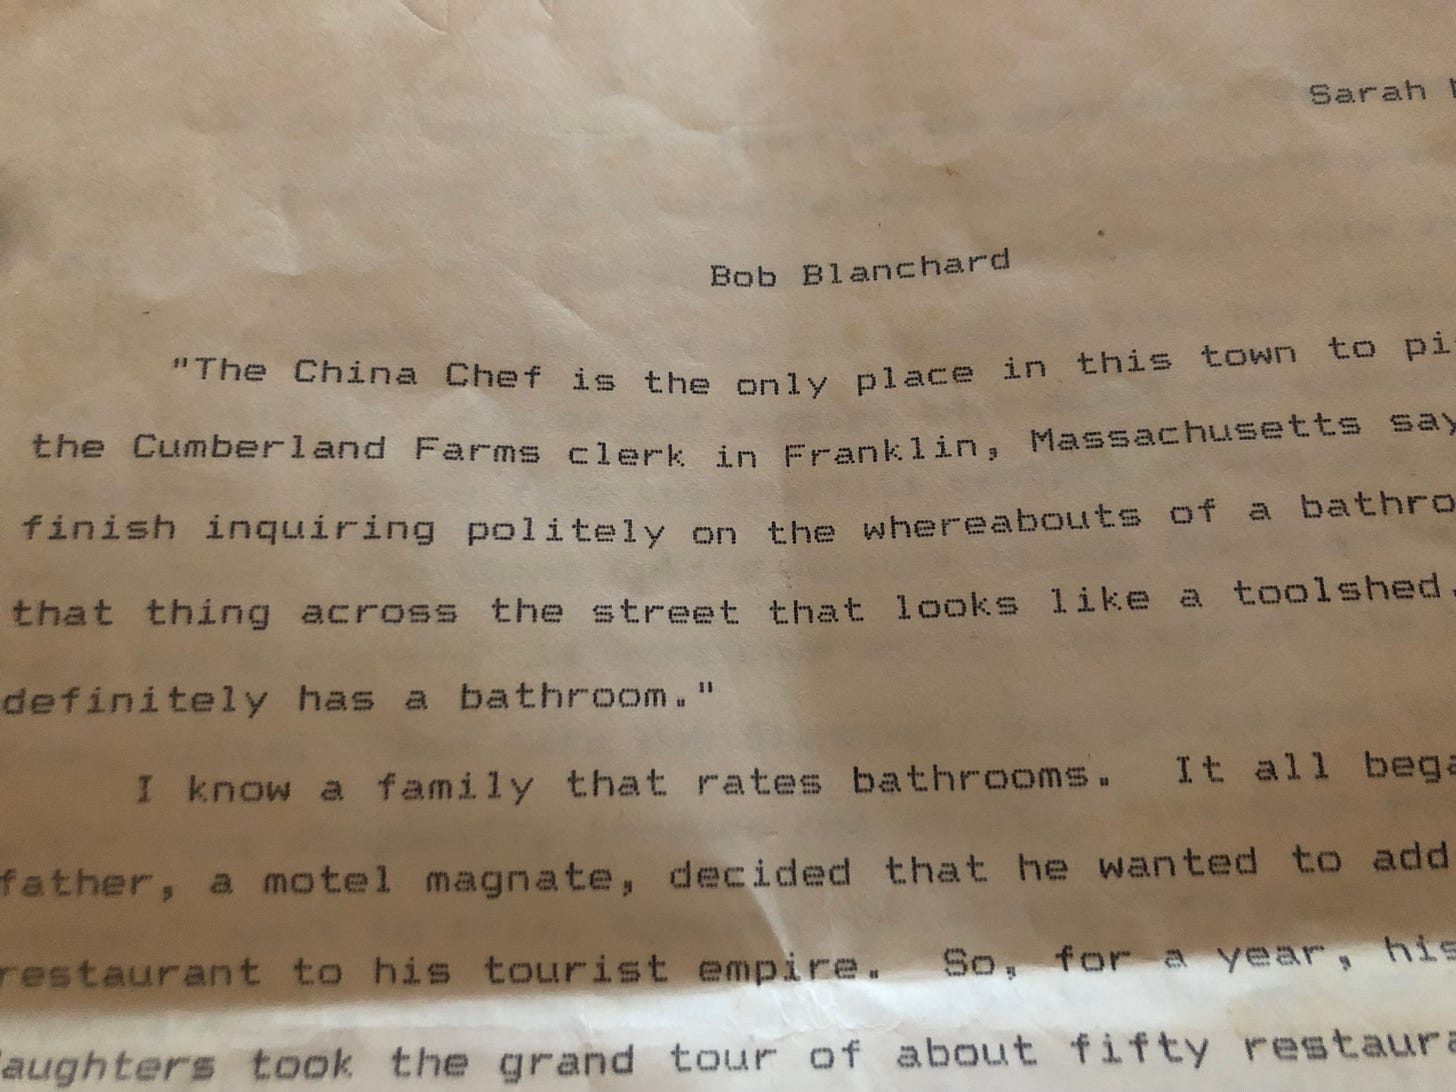 Sarah
Bob Blanchard
"The China Chef is the only place in this town to
the Cumberland Farms clerk in Franklin, Massachusetts
finish inquiring politely on the whereabouts of a
that thing across the street that looks like a toolshed.
definitely has a bathroom."
I know a family that rates bathrooms. It all
father, a motel magnate, decided that he wanted to add
restaurant to his tourist empire. So, for a year, his
took the grand tour of about fifty